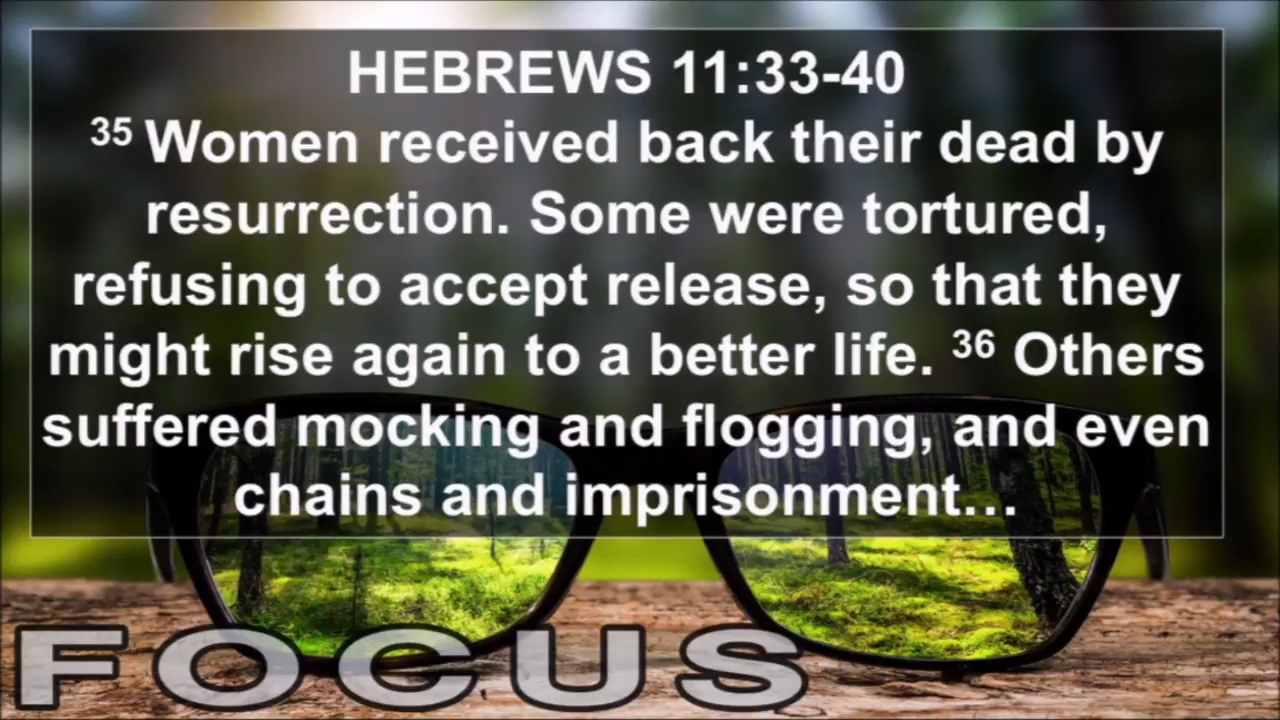 HEBREWS 11:33-40
35 Women received back their dead by
resurrection. Some were tortured,
refusing to accept release, so that they
might rise again to a better life. 36 Others
suffered mocking and flogging, and even
chains and imprisonment…
FOCUS